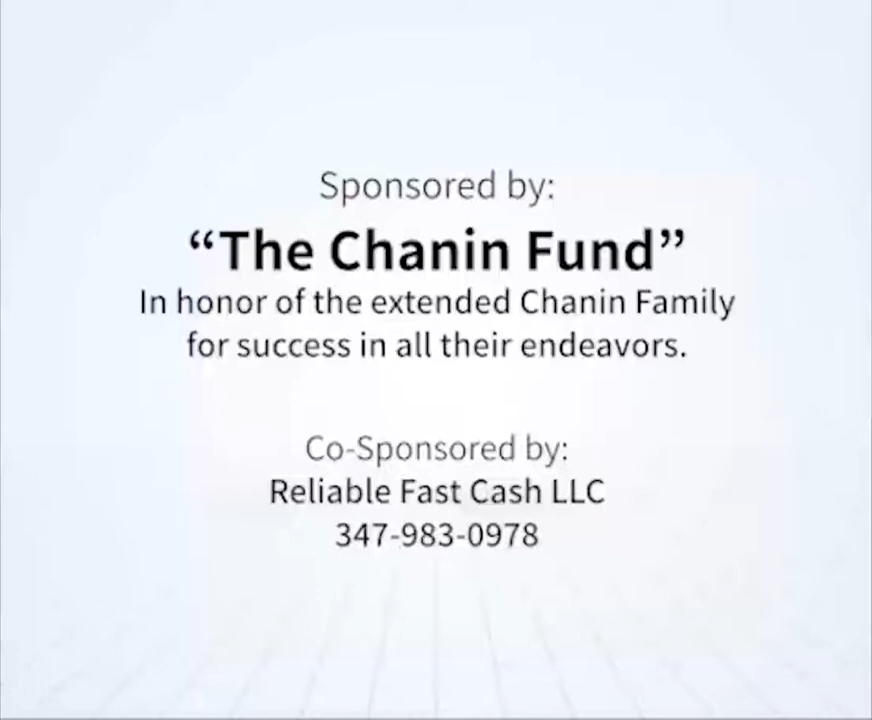 Sponsored by:
“The Chanin Fund”
In honor of the extended Chanin Family
for success in all their endeavors.
Co-Sponsored by:
Reliable Fast Cash LLC
347-983-0978